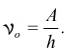 ν₀ = A/h.